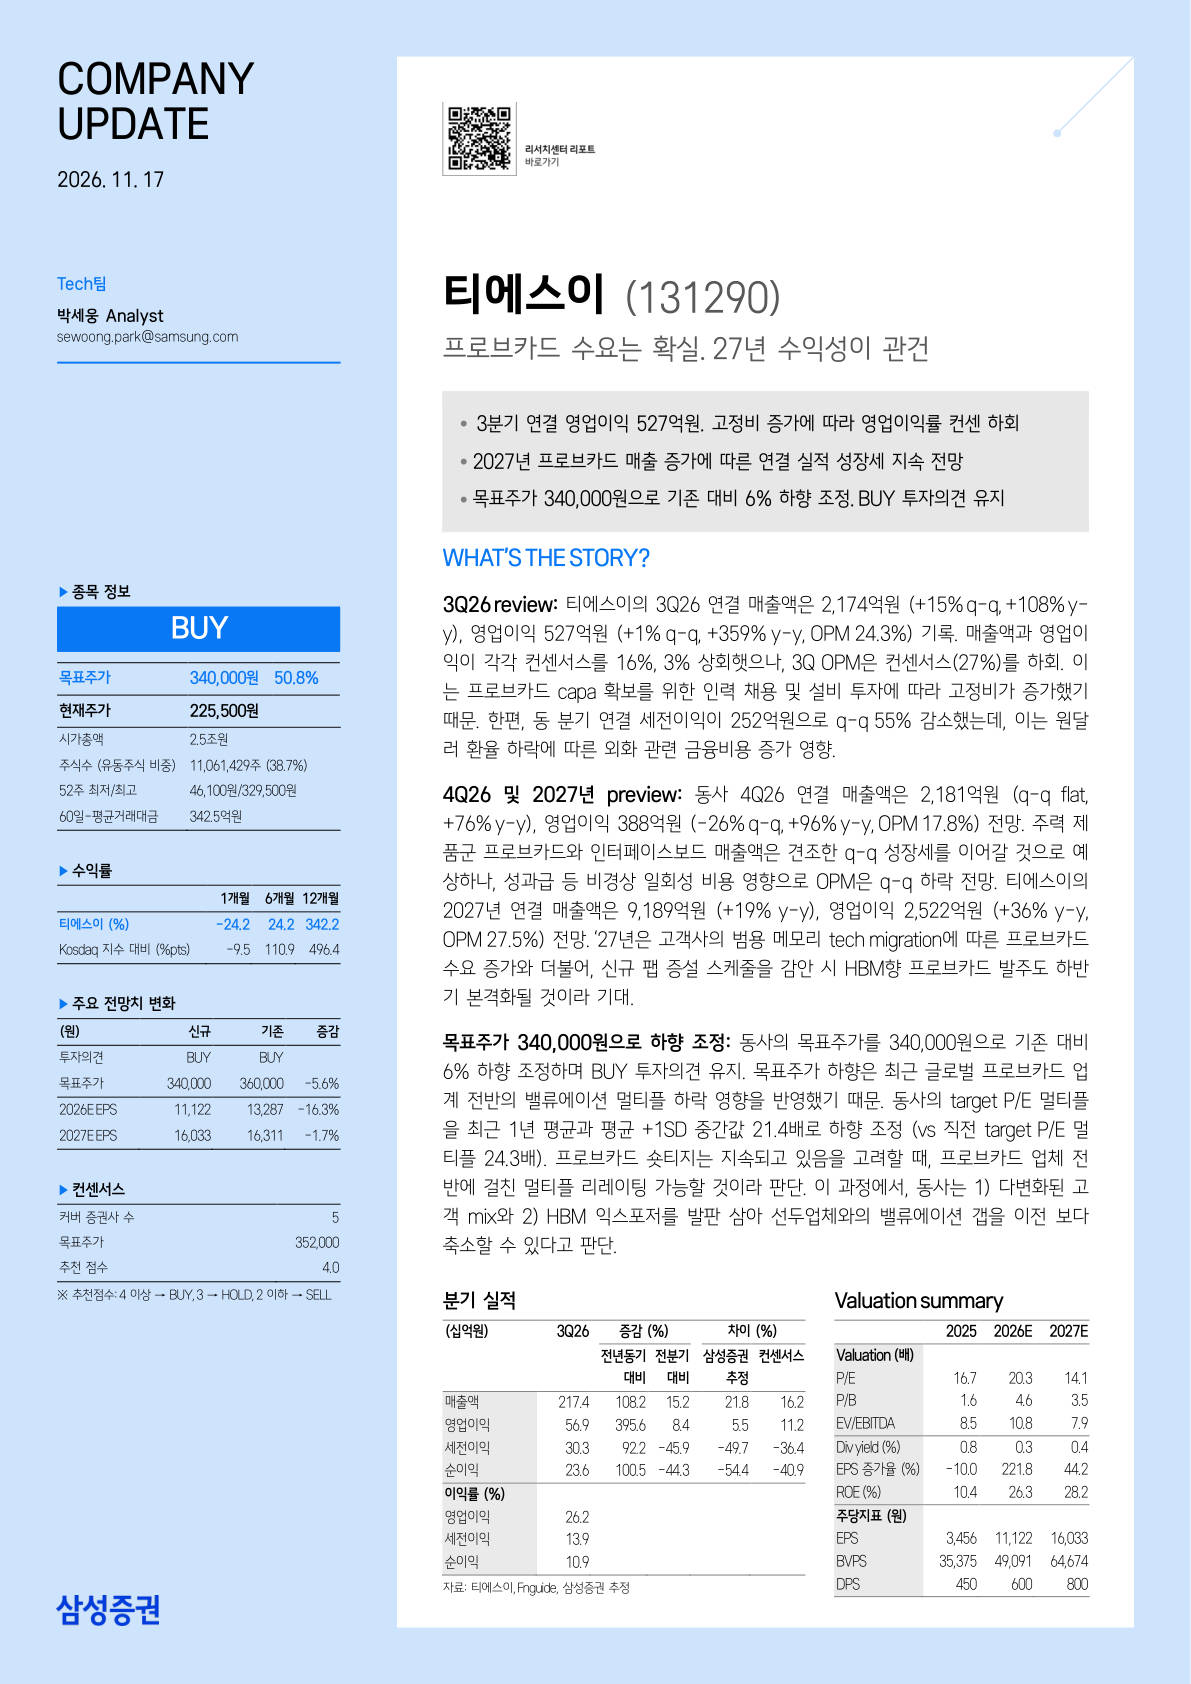 COMPANY
UPDATE
2026. 11. 17
Tech팀
박세웅 Analyst
sewoong.park@samsung.com
▶ 종목 정보
BUY
목표주가 340,000원 50.8%
현재주가 225,500원
시가총액 2.5조원
주식수 (유동주식 비중) 11,061,429주 (38.7%)
52주 최저/최고 46,100원/329,500원
60일-평균거래대금 342.5억원
▶ 수익률
1개월 6개월 12개월
티에스이 (%) -24.2 24.2 342.2
Kosdaq 지수 대비 (%pts) -9.5 110.9 496.4
▶ 주요 전망치 변화
(원) 신규 기존 증감
투자의견 BUY BUY
목표주가 340,000 360,000 -5.6%
2026E EPS 11,122 13,287 -16.3%
2027E EPS 16,033 16,311 -1.7%
▶ 컨센서스
커버 증권사 수 5
목표주가 352,000
추천 점수 4.0
※ 추천점수: 4 이상 → BUY, 3 → HOLD, 2 이하 → SELL
삼성증권
리서치센터 리포트
바로가기
티에스이 (131290)
프로브카드 수요는 확실. 27년 수익성이 관건
• 3분기 연결 영업이익 527억원. 고정비 증가에 따라 영업이익률 컨센 하회
• 2027년 프로브카드 매출 증가에 따른 연결 실적 성장세 지속 전망
• 목표주가 340,000원으로 기존 대비 6% 하향 조정. BUY 투자의견 유지
WHAT'S THE STORY?
3Q26 review: 티에스이의 3Q26 연결 매출액은 2,174억원 (+15% q-q, +108% y-
y), 영업이익 527억원 (+1% q-q, +359% y-y, OPM 24.3%) 기록. 매출액과 영업이
익이 각각 컨센서스를 16%, 3% 상회했으나, 3Q OPM은 컨센서스(27%)를 하회. 이
는 프로브카드 capa 확보를 위한 인력 채용 및 설비 투자에 따라 고정비가 증가했기
때문. 한편, 동 분기 연결 세전이익이 252억원으로 q-q 55% 감소했는데, 이는 원달
러 환율 하락에 따른 외화 관련 금융비용 증가 영향.
4Q26 및 2027년 preview: 동사 4Q26 연결 매출액은 2,181억원 (q-q flat,
+76% y-y), 영업이익 388억원 (-26% q-q, +96% y-y, OPM 17.8%) 전망. 주력 제
품군 프로브카드와 인터페이스보드 매출액은 견조한 q-q 성장세를 이어갈 것으로 예
상하나, 성과급 등 비경상 일회성 비용 영향으로 OPM은 q-q 하락 전망. 티에스이의
2027년 연결 매출액은 9,189억원 (+19% y-y), 영업이익 2,522억원 (+36% y-y,
OPM 27.5%) 전망. '27년은 고객사의 범용 메모리 tech migration에 따른 프로브카드
수요 증가와 더불어, 신규 팹 증설 스케줄을 감안 시 HBM향 프로브카드 발주도 하반
기 본격화될 것이라 기대.
목표주가 340,000원으로 하향 조정: 동사의 목표주가를 340,000원으로 기존 대비
6% 하향 조정하며 BUY 투자의견 유지. 목표주가 하향은 최근 글로벌 프로브카드 업
계 전반의 밸류에이션 멀티플 하락 영향을 반영했기 때문. 동사의 target P/E 멀티플
을 최근 1년 평균과 평균 +1SD 중간값 21.4배로 하향 조정 (vs 직전 target P/E 멀
티플 24.3배). 프로브카드 숏티지는 지속되고 있음을 고려할 때, 프로브카드 업체 전
반에 걸친 멀티플 리레이팅 가능할 것이라 판단. 이 과정에서, 동사는 1) 다변화된 고
객 mix와 2) HBM 익스포저를 발판 삼아 선두업체와의 밸류에이션 갭을 이전 보다
축소할 수 있다고 판단.
분기 실적
(십억원) 3Q26 증감 (%) 차이 (%)
전년동기 전분기 삼성증권 컨센서스
대비 대비 추정
매출액 217.4 108.2 15.2 21.8 16.2
영업이익 56.9 395.6 8.4 5.5 11.2
세전이익 30.3 92.2 -45.9 -49.7 -36.4
순이익 23.6 100.5 -44.3 -54.4 -40.9
이익률 (%)
영업이익 26.2
세전이익 13.9
순이익 10.9
자료: 티에스이, Fnguide, 삼성증권 추정
Valuation summary
2025 2026E 2027E
Valuation (배)
P/E 16.7 20.3 14.1
P/B 1.6 4.6 3.5
EV/EBITDA 8.5 10.8 7.9
Div yield (%) 0.8 0.3 0.4
EPS 증가율 (%) -10.0 221.8 44.2
ROE (%) 10.4 26.3 28.2
주당지표 (원)
EPS 3,456 11,122 16,033
BVPS 35,375 49,091 64,674
DPS 450 600 800